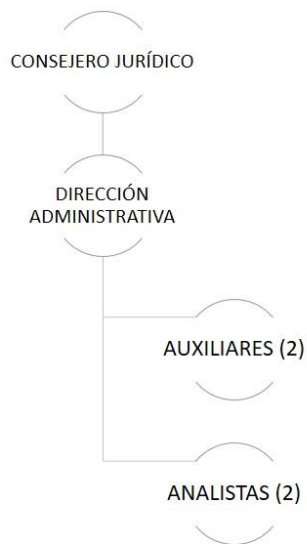 CONSEJERO JURÍDICO
DIRECCIÓN
ADMINISTRATIVA
AUXILIARES (2)
ANALISTAS (2)